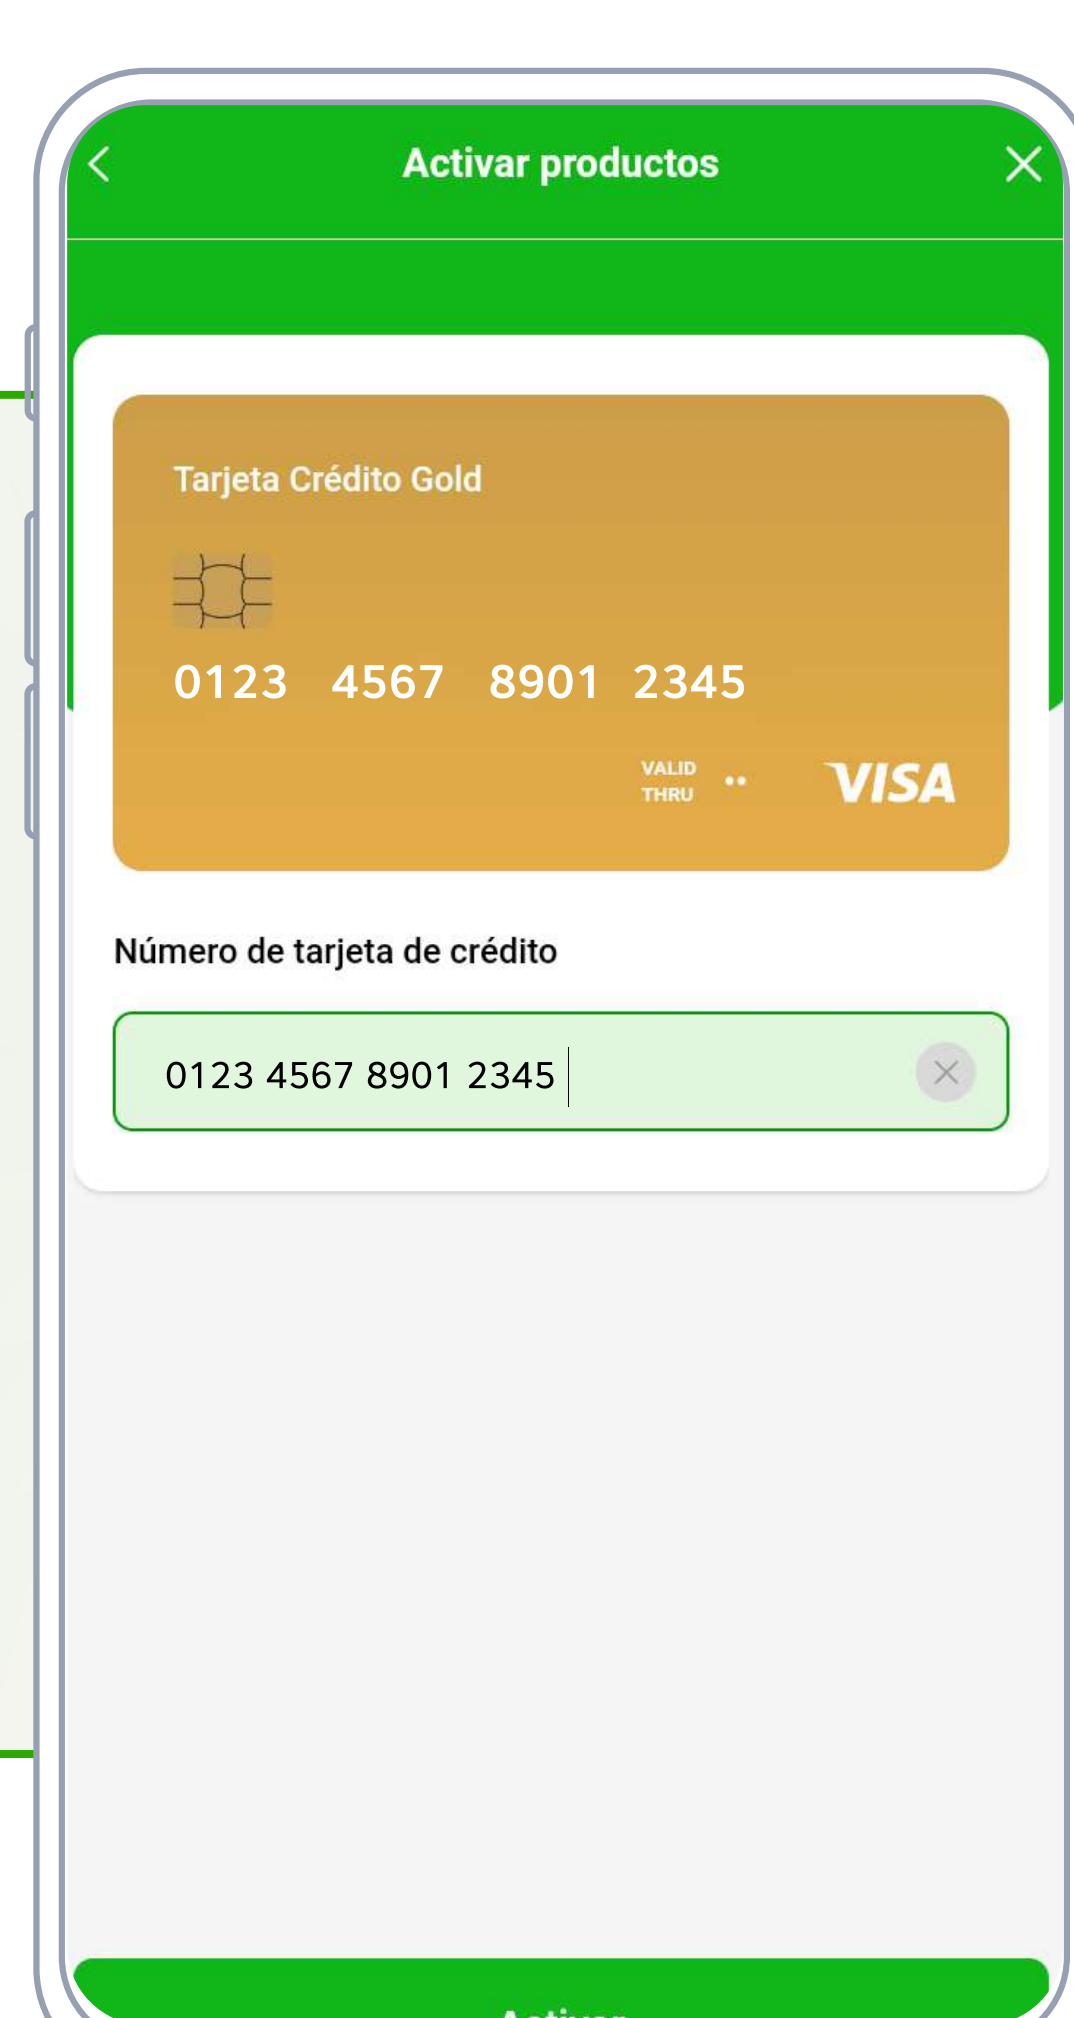 Activar productos
Tarjeta Crédito Gold
0123 4567 8901 2345
VALID
THRU ••
VISA
Número de tarjeta de crédito
0123 4567 8901 2345
Activar